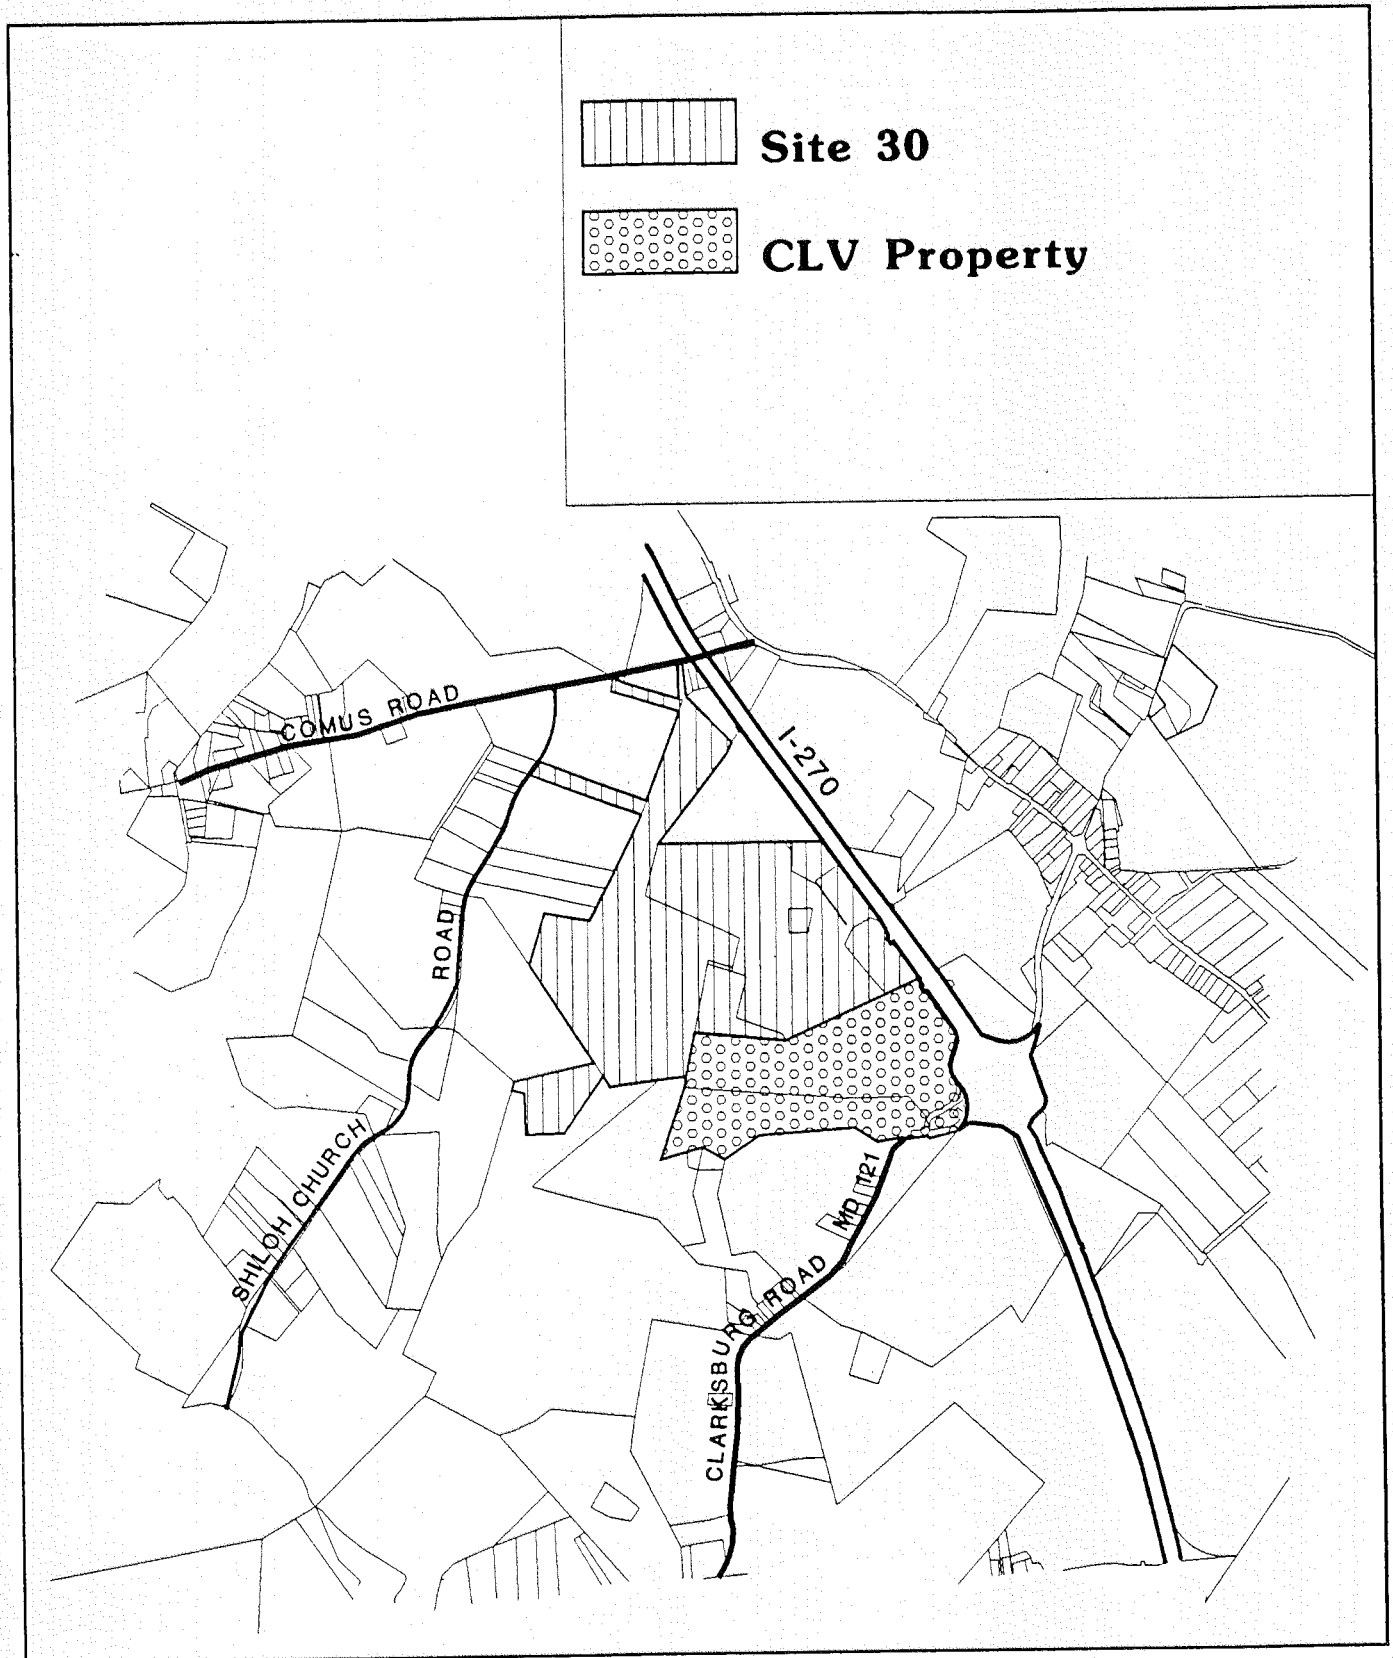 Site 30
CLV Property
COMUS ROAD
I-270
ROAD
SHILOH CHURCH
MD 121
CLARKSBURG ROAD